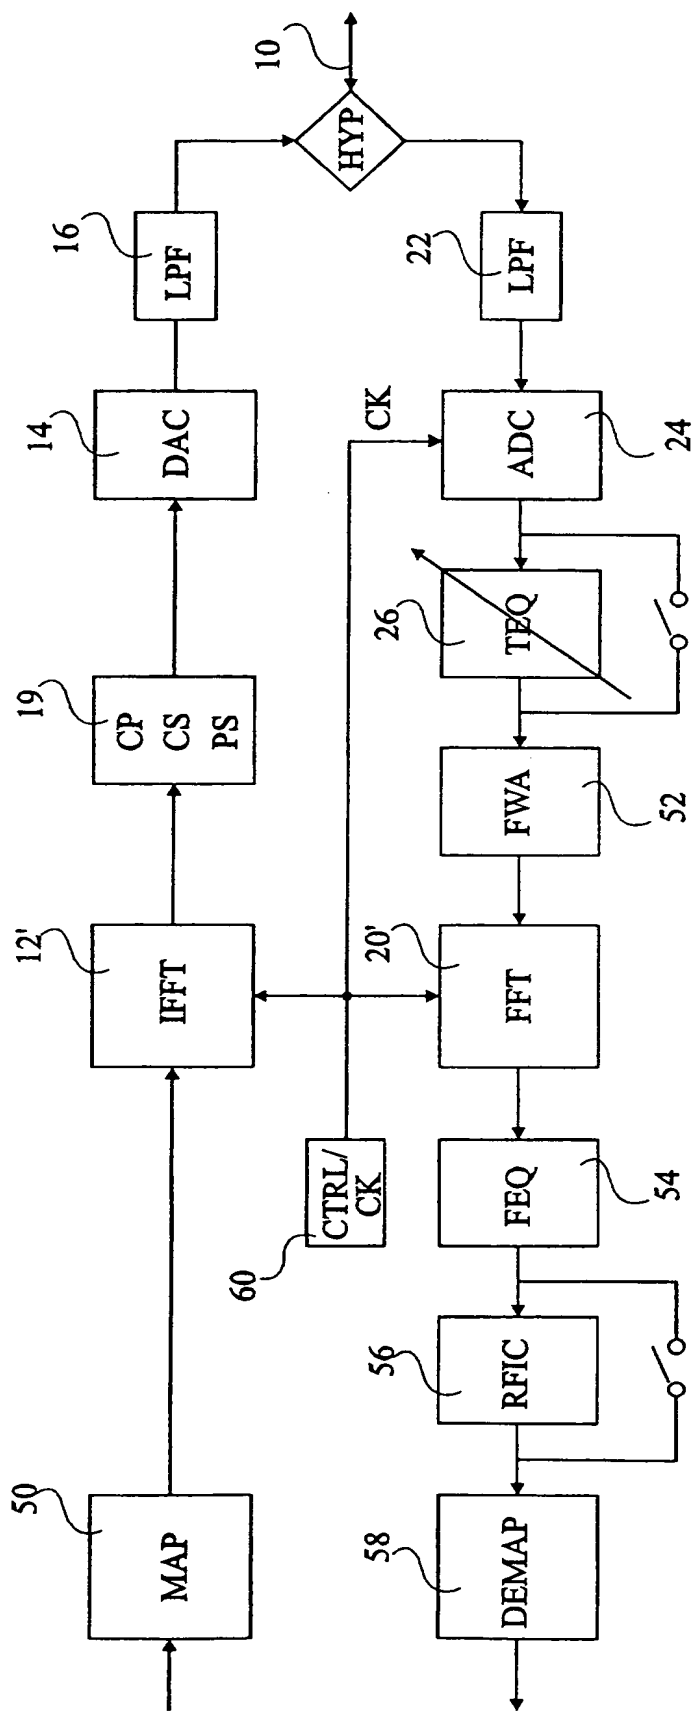 50
MAP
12'
IFFT
19
CP
CS
PS
14
DAC
16
LPF
10
HYP
60
CTRL/
CK
CK
58
DEMAP
56
RFIC
FEQ
54
20'
FFT
FWA
52
26
TEQ
ADC
24
22
LPF